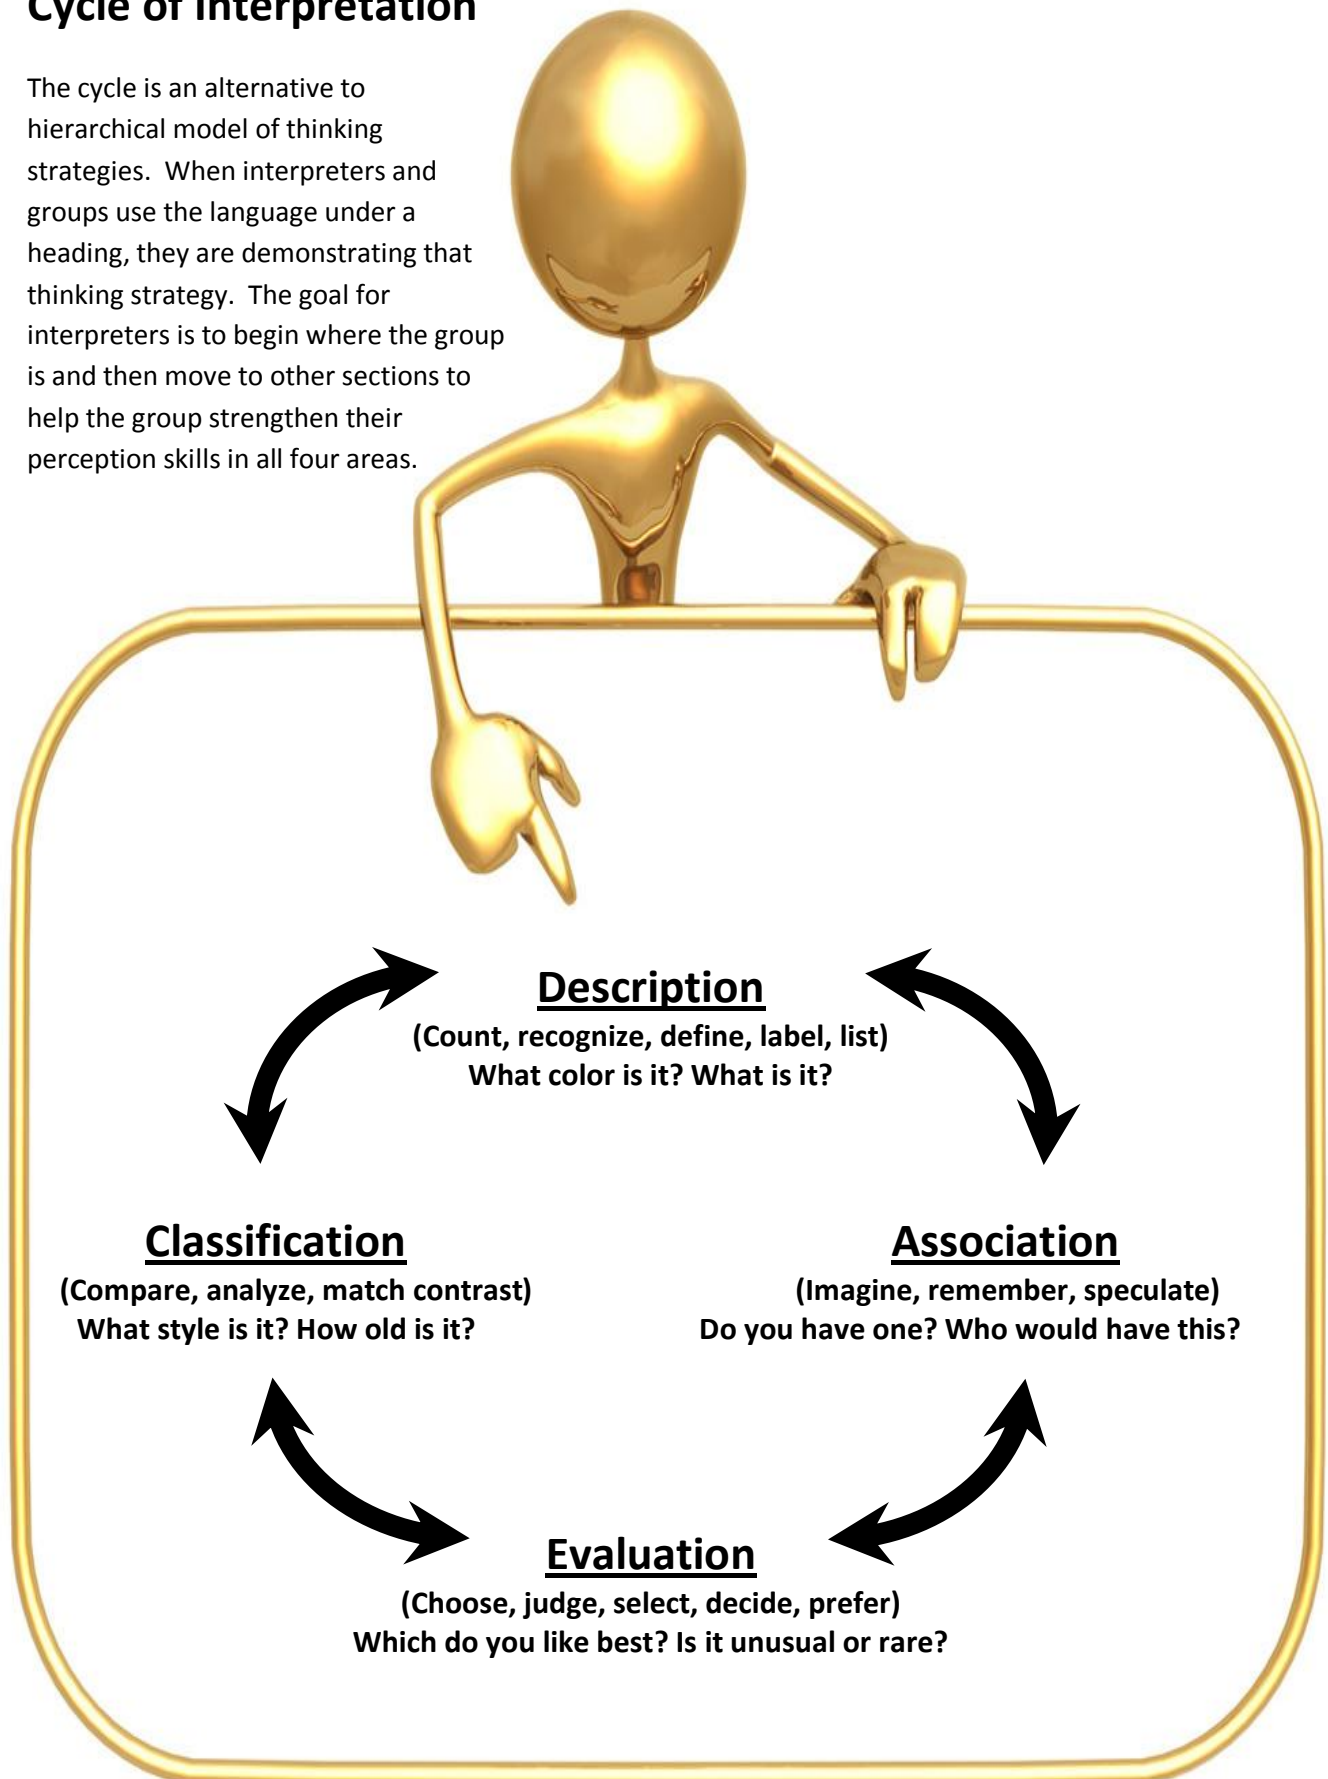 Cycle of Interpretation
The cycle is an alternative to
hierarchical model of thinking
strategies.  When interpreters and
groups use the language under a
heading, they are demonstrating that
thinking strategy.  The goal for
interpreters is to begin where the group
is and then move to other sections to
help the group strengthen their
perception skills in all four areas.
Description
(Count, recognize, define, label, list)
What color is it? What is it?
Classification
(Compare, analyze, match contrast)
What style is it? How old is it?
Association
(Imagine, remember, speculate)
Do you have one? Who would have this?
Evaluation
(Choose, judge, select, decide, prefer)
Which do you like best? Is it unusual or rare?